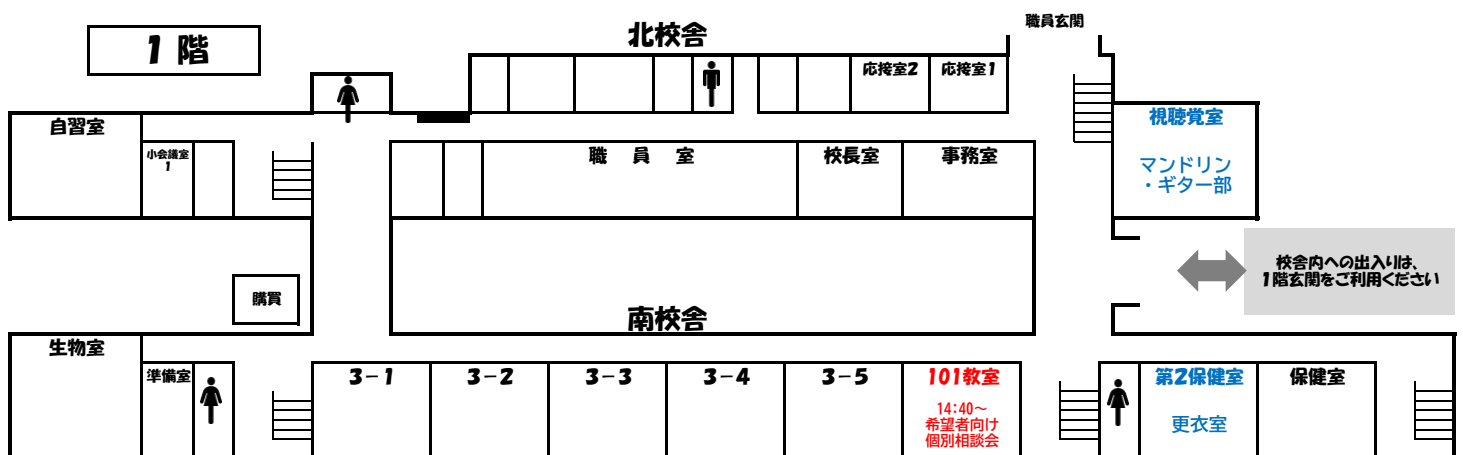 1 階
北校舎
職員玄関
応接室2
応接室1
自習室
小会議室
1
職 員 室
校長室
事務室
視聴覚室
マンドリン
・ギター部
校舎内への出入りは、
1階玄関をご利用ください
購買
南校舎
生物室
準備室
3-1
3-2
3-3
3-4
3-5
101教室
14:40~
希望者向け
個別相談会
第2保健室
更衣室
保健室